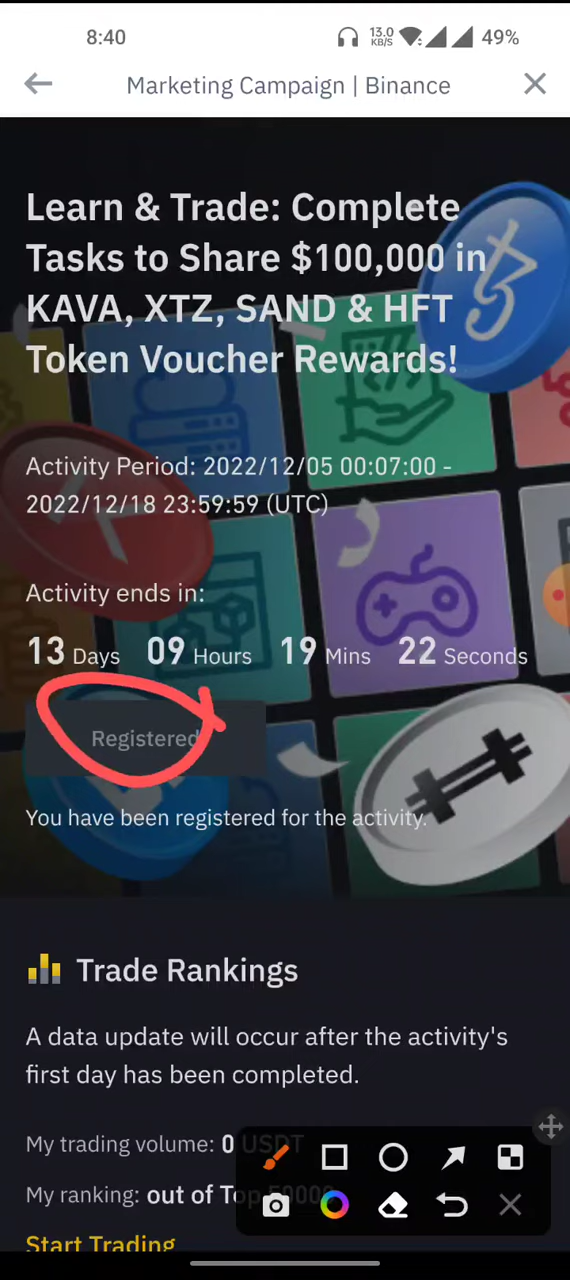 8:40
13.0
KB/S
49%
Marketing Campaign | Binance
Learn & Trade: Complete
Tasks to Share $100,000 in
KAVA, XTZ, SAND & HFT
Token Voucher Rewards!
Activity Period: 2022/12/05 00:07:00 -
2022/12/18 23:59:59 (UTC)
Activity ends in:
13 Days 09 Hours 19 Mins 22 Seconds
Registered
You have been registered for the activity.
Trade Rankings
A data update will occur after the activity's
first day has been completed.
My trading volume: 0 USDT
My ranking: out of Top 50000
Start Trading